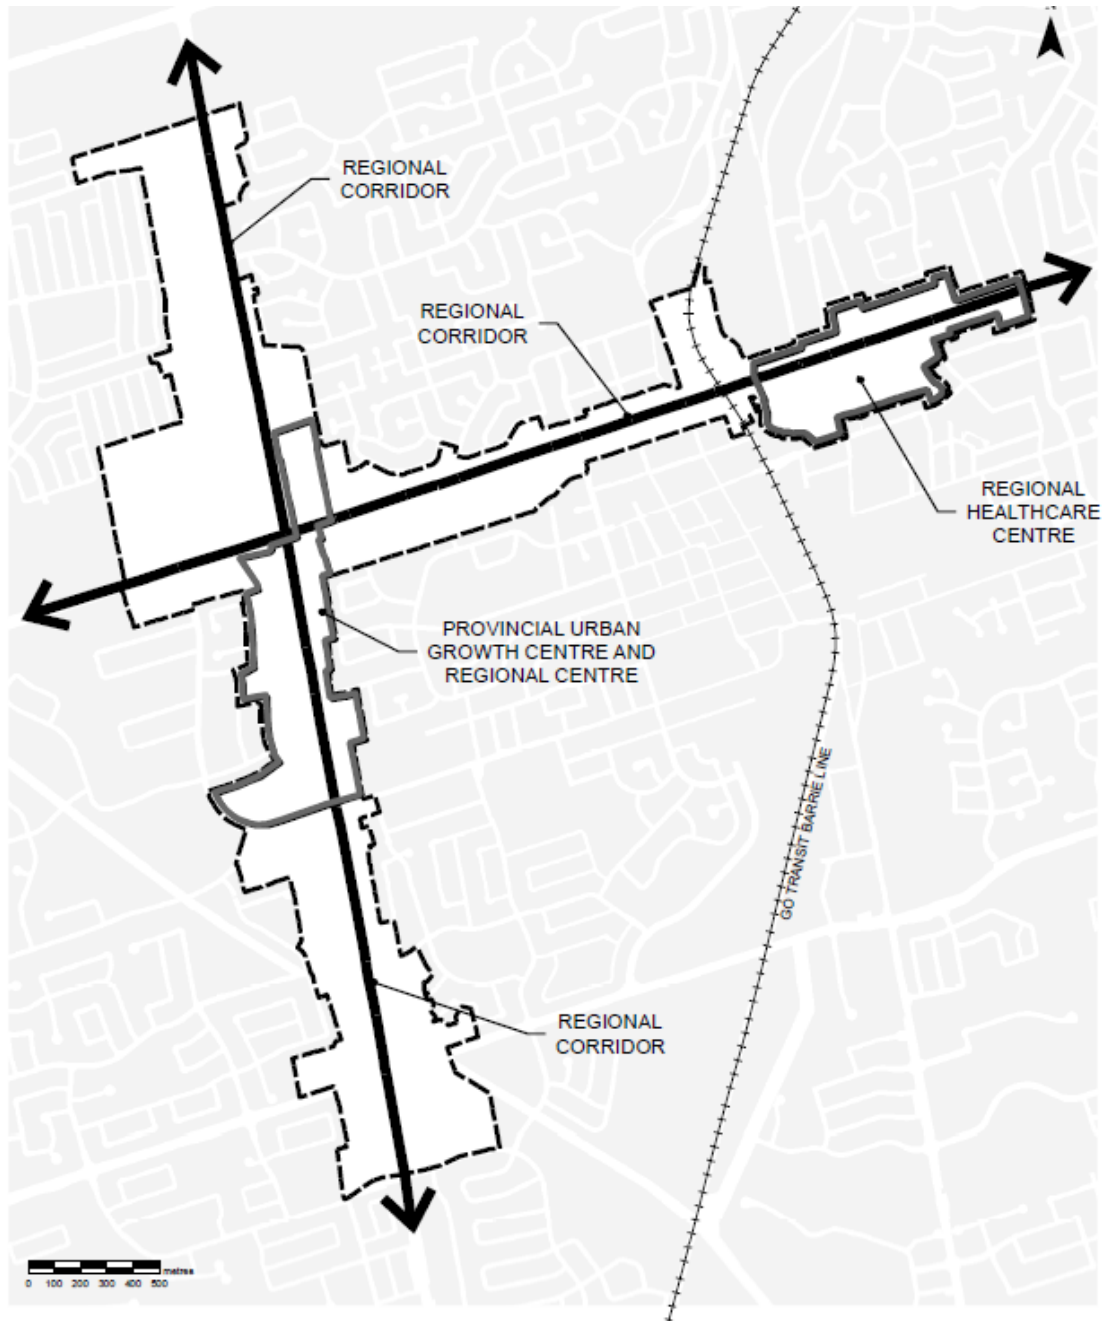 REGIONAL
CORRIDOR
REGIONAL
CORRIDOR
REGIONAL
HEALTHCARE
CENTRE
PROVINCIAL URBAN
GROWTH CENTRE AND
REGIONAL CENTRE
GO TRANSIT BARRIE LINE
REGIONAL
CORRIDOR
metres
0 100 200 300 400 500